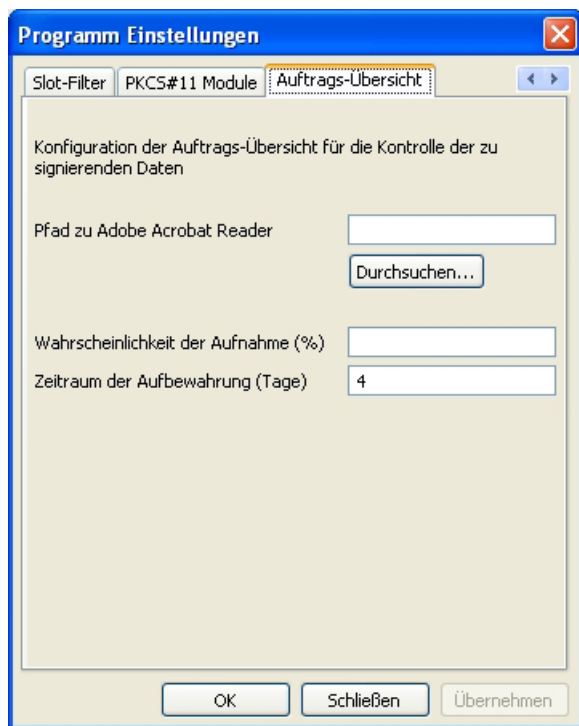 Programm Einstellungen
Slot-Filter PKCS#11 Module Auftrags-Übersicht
Konfiguration der Auftrags-Übersicht für die Kontrolle der zu
signierenden Daten
Pfad zu Adobe Acrobat Reader
Durchsuchen...
Wahrscheinlichkeit der Aufnahme (%)
Zeitraum der Aufbewahrung (Tage) 4
OK Schließen Übernehmen